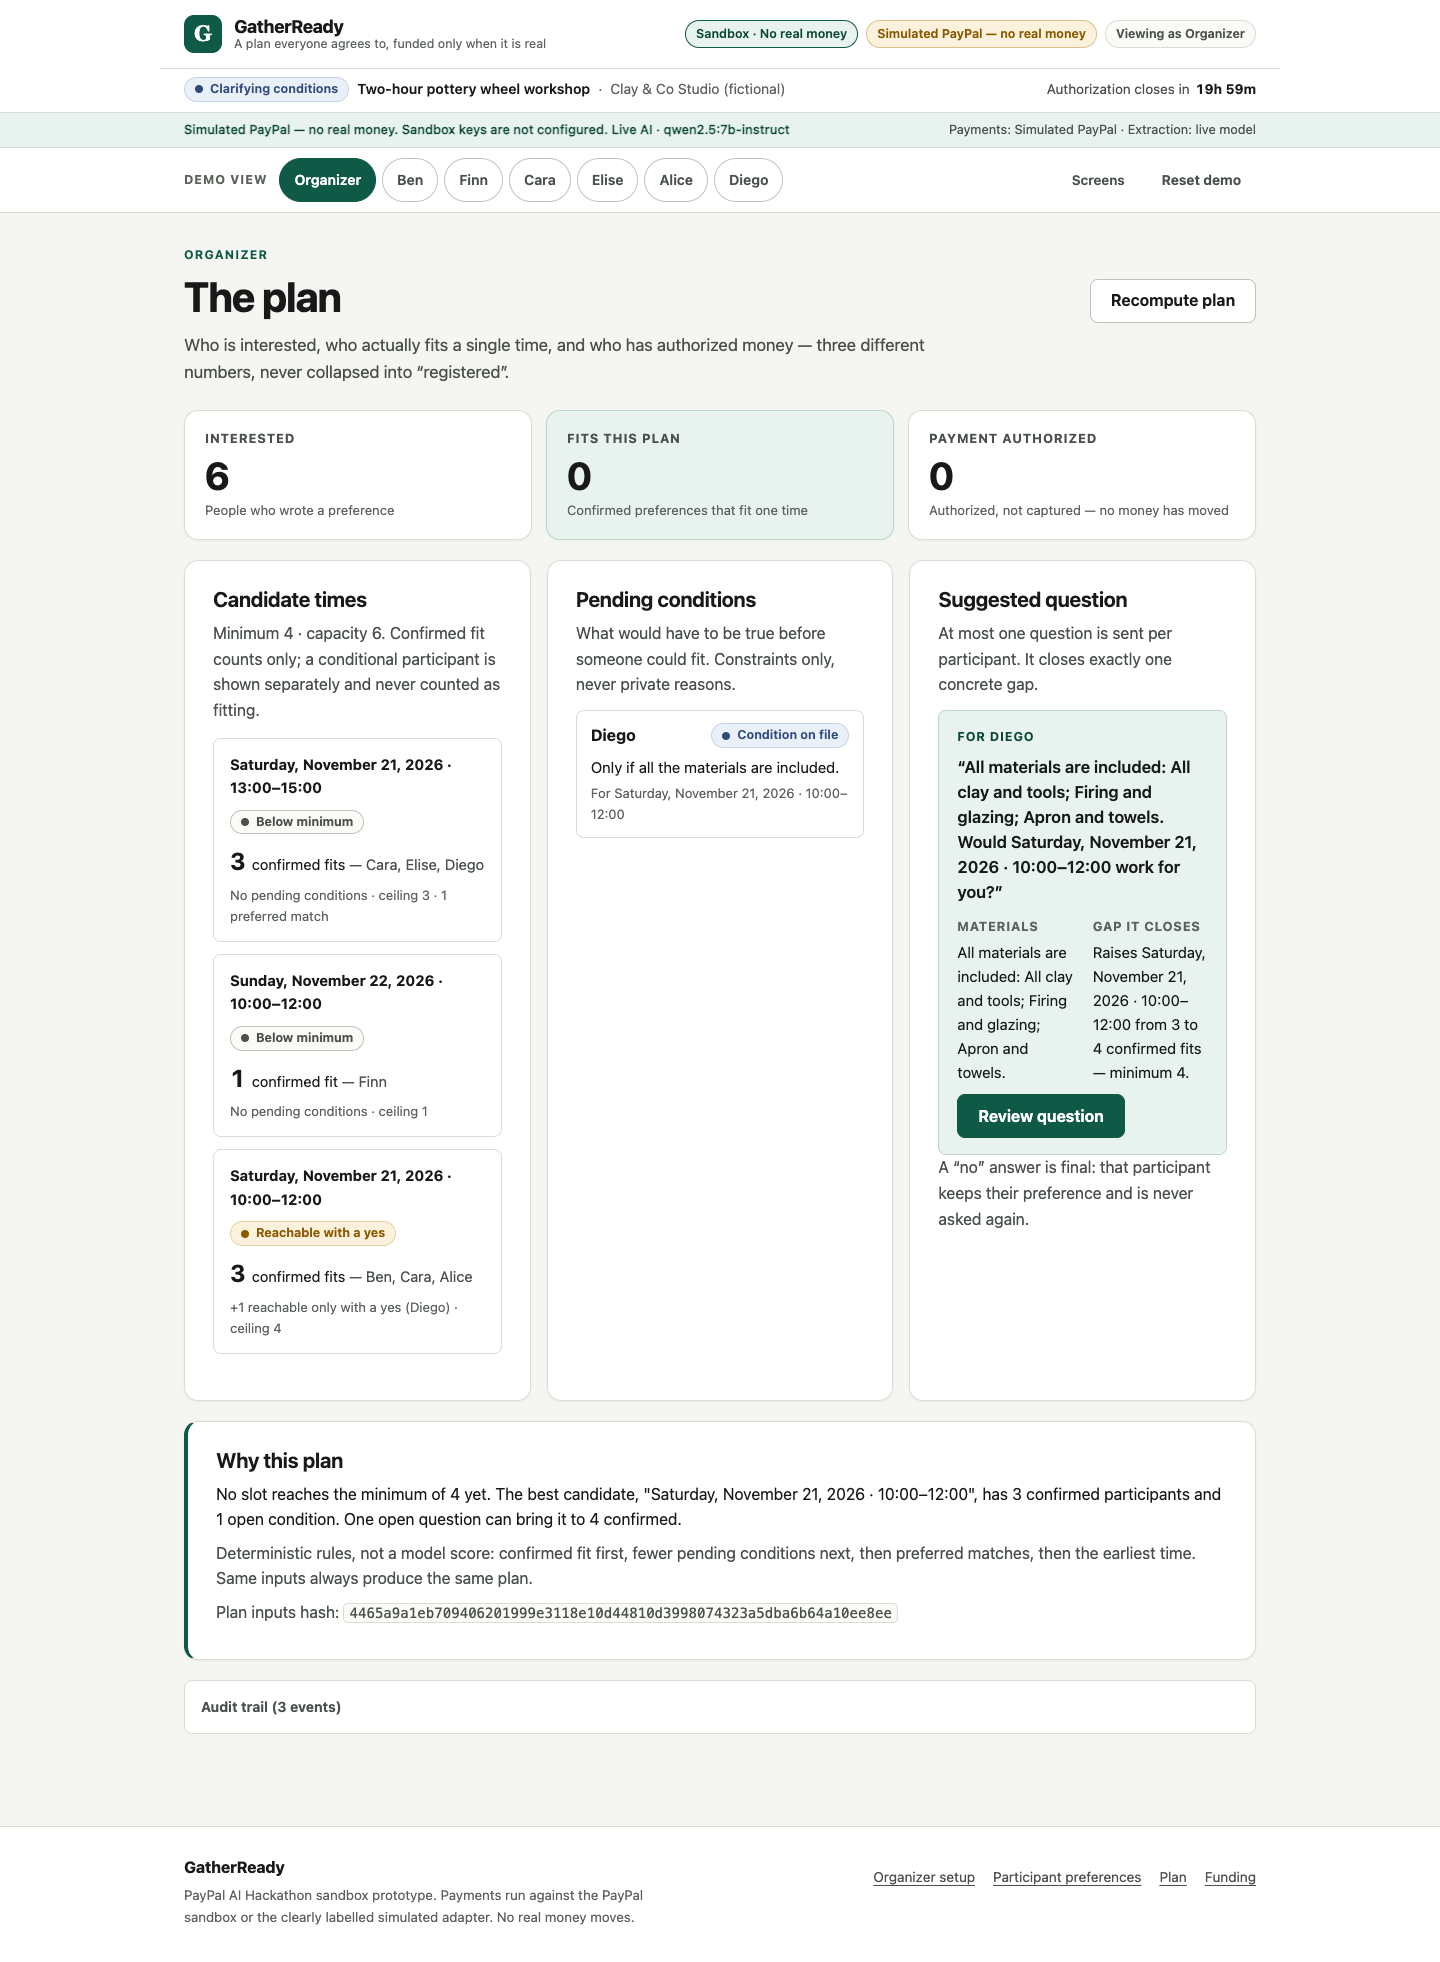 G
GatherReady
A plan everyone agrees to, funded only when it is real
Sandbox · No real money
Simulated PayPal — no real money
Viewing as Organizer
Clarifying conditions
Two-hour pottery wheel workshop · Clay & Co Studio (fictional)
Authorization closes in 19h 59m
Simulated PayPal — no real money. Sandbox keys are not configured. Live AI · qwen2.5:7b-instruct
Payments: Simulated PayPal · Extraction: live model
DEMO VIEW
Organizer
Ben
Finn
Cara
Elise
Alice
Diego
Screens
Reset demo
ORGANIZER
The plan
Recompute plan
Who is interested, who actually fits a single time, and who has authorized money — three different
numbers, never collapsed into “registered”.
INTERESTED
6
People who wrote a preference
FITS THIS PLAN
0
Confirmed preferences that fit one time
PAYMENT AUTHORIZED
0
Authorized, not captured — no money has moved
Candidate times
Minimum 4 · capacity 6. Confirmed fit
counts only; a conditional participant is
shown separately and never counted as
fitting.
Saturday, November 21, 2026 ·
13:00–15:00
Below minimum
3 confirmed fits — Cara, Elise, Diego
No pending conditions · ceiling 3 · 1
preferred match
Sunday, November 22, 2026 ·
10:00–12:00
Below minimum
1 confirmed fit — Finn
No pending conditions · ceiling 1
Saturday, November 21, 2026 ·
10:00–12:00
Reachable with a yes
3 confirmed fits — Ben, Cara, Alice
+1 reachable only with a yes (Diego) ·
ceiling 4
Pending conditions
What would have to be true before
someone could fit. Constraints only,
never private reasons.
Diego
Condition on file
Only if all the materials are included.
For Saturday, November 21, 2026 · 10:00–
12:00
Suggested question
At most one question is sent per
participant. It closes exactly one
concrete gap.
FOR DIEGO
“All materials are included: All
clay and tools; Firing and
glazing; Apron and towels.
Would Saturday, November 21,
2026 · 10:00–12:00 work for
you?”
MATERIALS
All materials are
included: All clay
and tools; Firing
and glazing;
Apron and
towels.
GAP IT CLOSES
Raises Saturday,
November 21,
2026 · 10:00–
12:00 from 3 to
4 confirmed fits
— minimum 4.
Review question
A “no” answer is final: that participant
keeps their preference and is never
asked again.
Why this plan
No slot reaches the minimum of 4 yet. The best candidate, "Saturday, November 21, 2026 · 10:00–12:00", has 3 confirmed participants and
1 open condition. One open question can bring it to 4 confirmed.
Deterministic rules, not a model score: confirmed fit first, fewer pending conditions next, then preferred matches, then the earliest time.
Same inputs always produce the same plan.
Plan inputs hash: 4465a9a1eb709406201999e3118e10d44810d3998074323a5dba6b64a10ee8ee
Audit trail (3 events)
GatherReady
PayPal AI Hackathon sandbox prototype. Payments run against the PayPal
sandbox or the clearly labelled simulated adapter. No real money moves.
Organizer setup
Participant preferences
Plan
Funding